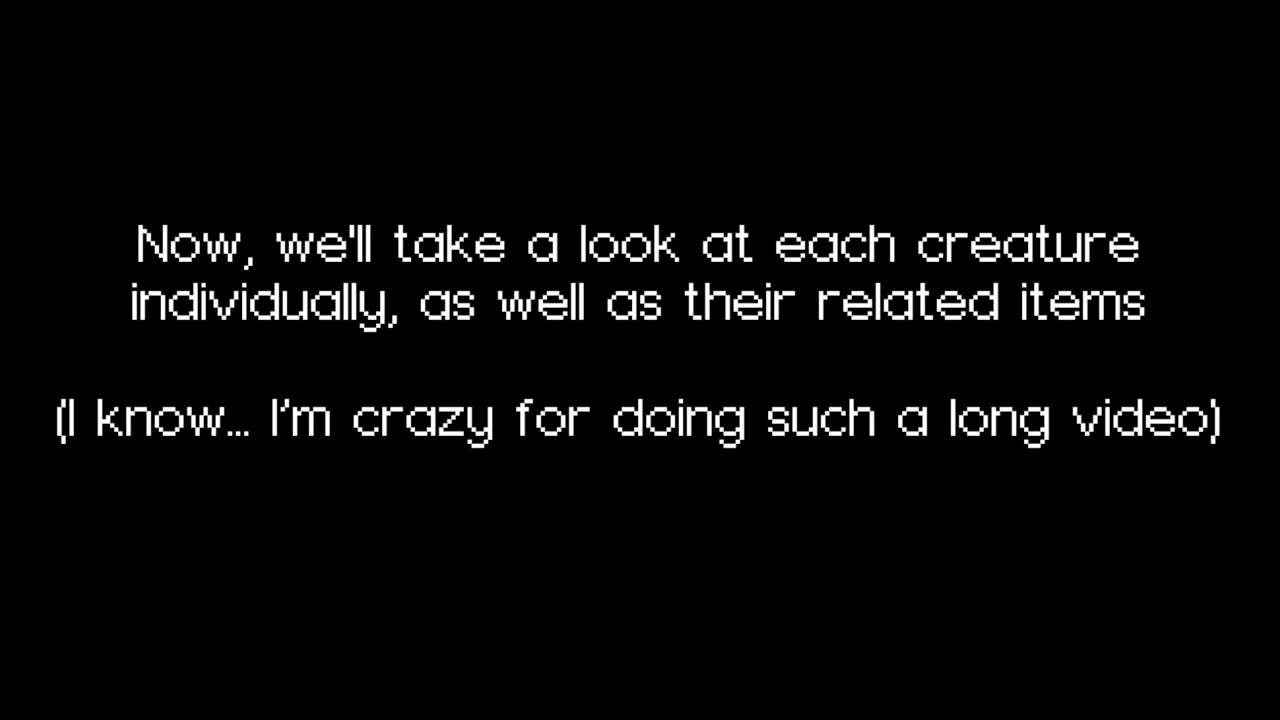 Now, we'll take a look at each creature
individually, as well as their related items
(I know... I'm crazy for doing such a long video)